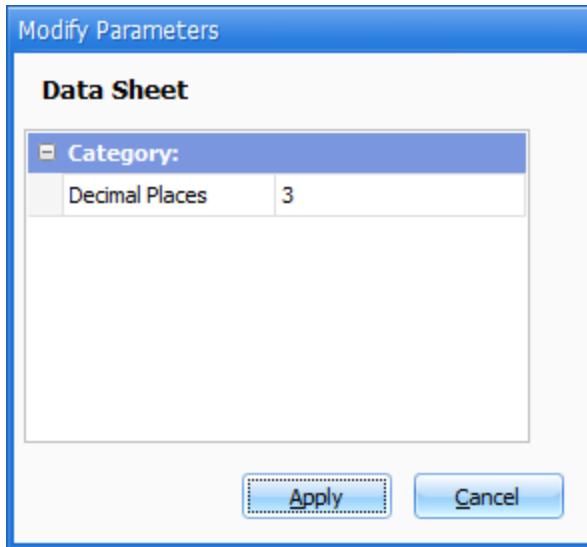 Modify Parameters
Data Sheet
Category:
Decimal Places 3
Apply Cancel